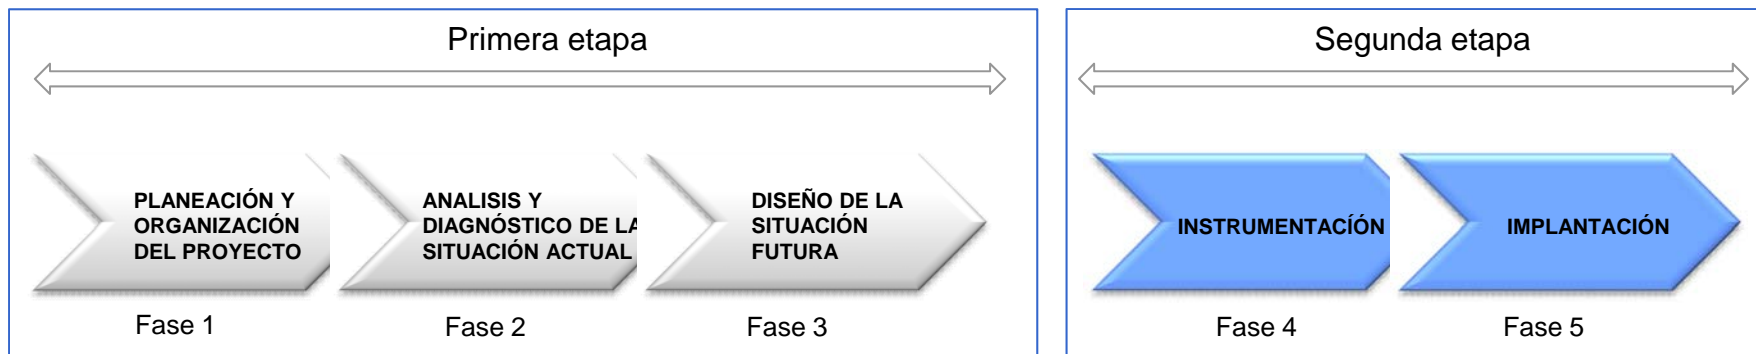 Primera etapa
PLANEACIÓN Y
ORGANIZACIÓN
DEL PROYECTO
ANALISIS Y
DIAGNÓSTICO DE LA
SITUACIÓN ACTUAL
DISEÑO DE LA
SITUACIÓN
FUTURA
Fase 1
Fase 2
Fase 3
Segunda etapa
INSTRUMENTACÍÓN
IMPLANTACIÓN
Fase 4
Fase 5